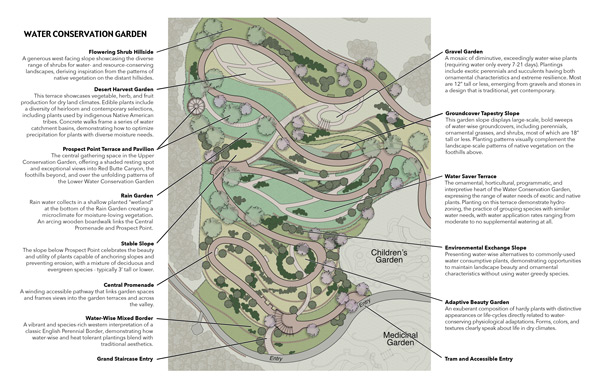 WATER CONSERVATION GARDEN
Flowering Shrub Hillside
A generous west-facing slope showcasing the diverse
range of shrubs for water- and resource-conserving
landscapes, deriving inspiration from the patterns of
native vegetation on the distant hillsides.
Desert Harvest Garden
This terrace showcases vegetable, herb, and fruit
production for dry land climates. Edible plants include
a diversity of heirloom and contemporary selections,
including plants used by indigenous Native American
tribes. Concrete walks frame a series of water
catchment basins, demonstrating how to optimize
precipitation for plants with diverse moisture needs.
Prospect Point Terrace and Pavilion
The central gathering space in the Upper
Conservation Garden, offering a shaded resting spot
and exceptional views into Red Butte Canyon, the
foothills beyond, and over the unfolding patterns of
the Lower Water Conservation Garden
Rain Garden
Rain water collects in a shallow planted "wetland"
at the bottom of the Rain Garden creating a
microclimate for moisture-loving vegetation.
An arcing wooden boardwalk links the Central
Promenade and Prospect Point.
Stable Slope
The slope below Prospect Point celebrates the beauty
and utility of plants capable of anchoring slopes and
preventing erosion, with a mixture of deciduous and
evergreen species - typically 3' tall or lower.
Central Promenade
A winding accessible pathway that links garden spaces
and frames views into the garden terraces and across
the valley.
Water-Wise Mixed Border
A vibrant and species-rich western interpretation of a
classic English Perennial Border, demonstrating how
water-wise and heat tolerant plantings blend with
traditional aesthetics.
Grand Staircase Entry
Gravel Garden
A mosaic of diminutive, exceedingly water-wise plants
(requiring water only every 7-21 days). Plantings
include exotic perennials and succulents having both
ornamental characteristics and extreme resilience. Most
are 12" tall or less, emerging from gravels and stones in
a design that is traditional, yet contemporary.
Groundcover Tapestry Slope
This garden slope displays large-scale, bold sweeps
of water-wise groundcovers, including perennials,
ornamental grasses, and shrubs, most of which are 18"
tall or less. Planting patterns visually complement the
landscape-scale patterns of native vegetation on the
foothills above.
Water Saver Terrace
The ornamental, horticultural, programmatic, and
interpretive heart of the Water Conservation Garden,
expressing the range of water needs of exotic and native
plants. Planting on this terrace demonstrate hydro-
zoning, the practice of grouping species with similar
water needs, with water application rates ranging from
moderate to no supplemental watering at all.
Environmental Exchange Slope
Presenting water-wise alternatives to commonly-used
water consumptive plants, demonstrating opportunities
to maintain landscape beauty and ornamental
characteristics without using water greedy species.
Adaptive Beauty Garden
An exuberant composition of hardy plants with distinctive
appearances or life-cycles directly related to water-
conserving physiological adaptations. Forms, colors, and
textures clearly speak about life in dry climates.
Tram and Accessible Entry
Children's
Garden
Medicinal
Garden
Entry
Entry